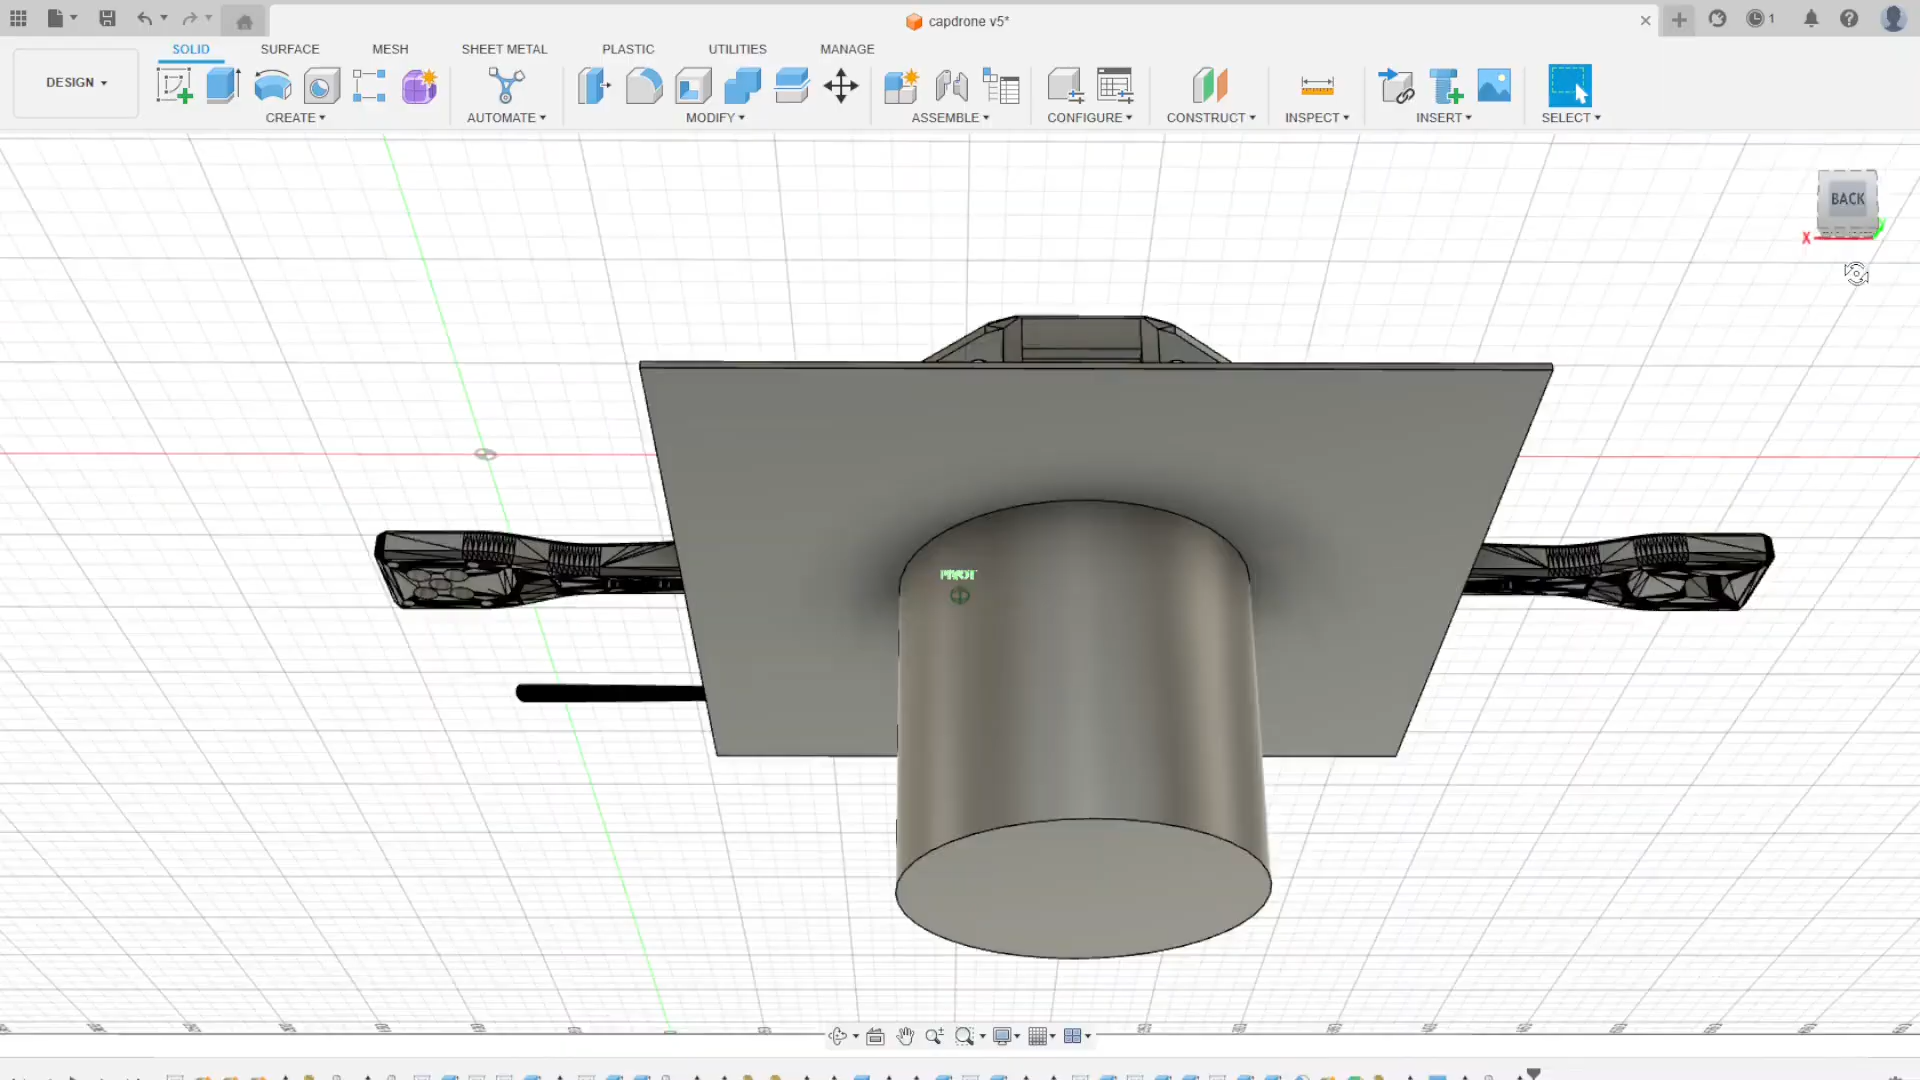 capdrone v5*
1
DESIGN
SOLID
SURFACE
MESH
SHEET METAL
PLASTIC
UTILITIES
MANAGE
CREATE
AUTOMATE
MODIFY
ASSEMBLE
CONFIGURE
CONSTRUCT
INSPECT
INSERT
SELECT
BACK
X
PIVOT